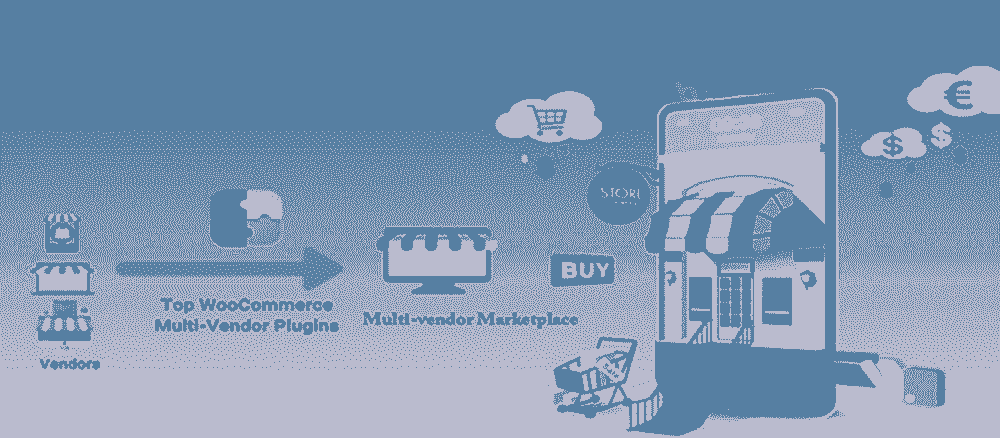 STORE
BUY
Top WooCommerce
Multi-Vendor Plugins
Multi-vendor Marketplace
Vendors
€
$
$